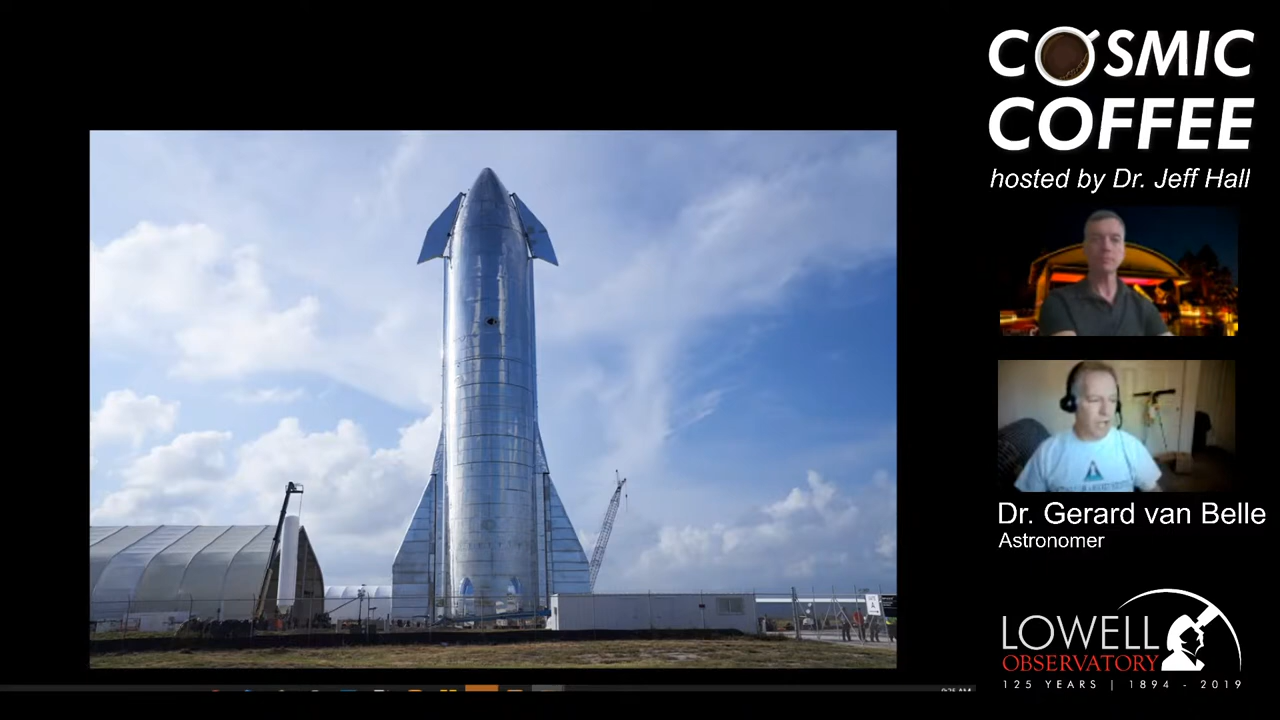 COSMIC
COFFEE
hosted by Dr. Jeff Hall
Dr. Gerard van Belle
Astronomer
LOWELL
OBSERVATORY
125 YEARS | 1894 - 2019